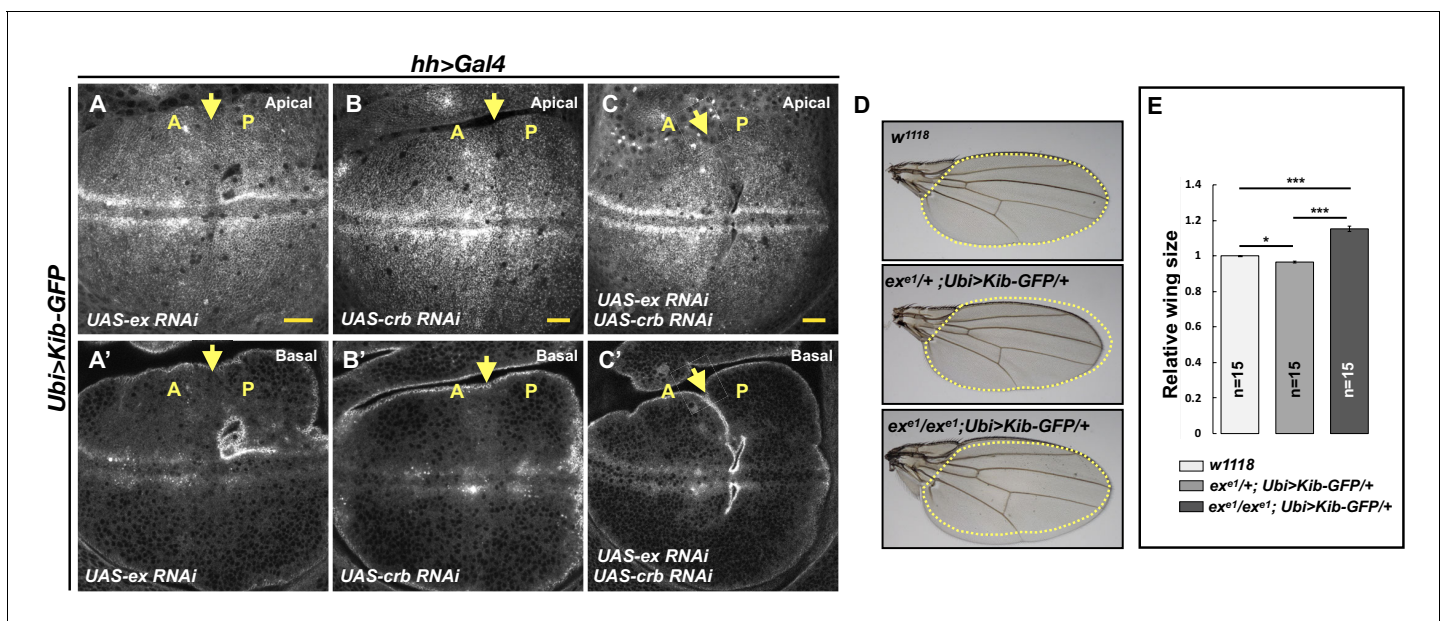 hh>Gal4
Ubi>Kib-GFP
A
Apical
A
P
UAS-ex RNAi
B
Apical
A
P
UAS-crb RNAi
C
Apical
A
P
UAS-ex RNAi
UAS-crb RNAi
A'
Basal
A
P
UAS-ex RNAi
B'
Basal
A
P
UAS-crb RNAi
C'
Basal
A
P
UAS-ex RNAi
UAS-crb RNAi
D
w¹¹¹⁸
exᵉ¹/+ ;Ubi>Kib-GFP/+
exᵉ¹/exᵉ¹;Ubi>Kib-GFP/+
E
Relative wing size
1.4
1.2
1
0.8
0.6
0.4
0.2
0
***
***
*
n=15
n=15
n=15
w1118
exᵉ¹/+; Ubi>Kib-GFP/+
exᵉ¹/exᵉ¹; Ubi>Kib-GFP/+